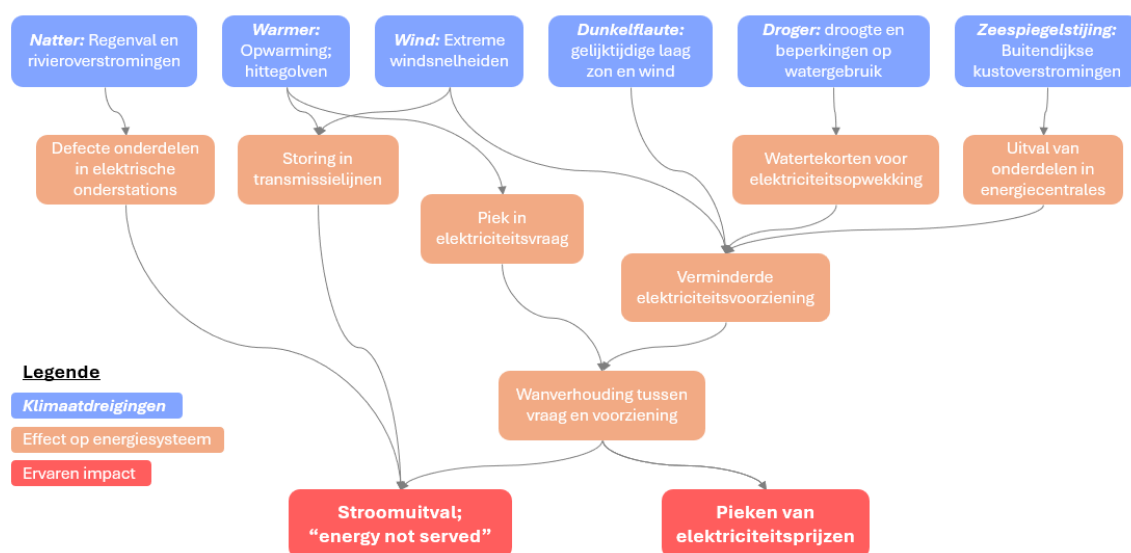 Natter: Regenval en
rivieroverstromingen
Warmer:
Opwarming;
hittegolven
Wind: Extreme
windsnelheiden
Dunkelflaute:
gelijktijdige laag
zon en wind
Droger: droogte en
beperkingen op
watergebruik
Zeespiegelstijing:
Buitendijkse
kustoverstromingen
Defecte onderdelen
in elektrische
onderstations
Storing in
transmissielijnen
Watertekorten voor
elektriciteitsopwekking
Uitval van
onderdelen in
energiecentrales
Piek in
elektriciteitsvraag
Verminderde
elektriciteitsvoorziening
Wanverhouding tussen
vraag en voorziening
Legende
Klimaatdreigingen
Effect op energiesysteem
Ervaren impact
Stroomuitval;
“energy not served”
Pieken van
elektriciteitsprijzen